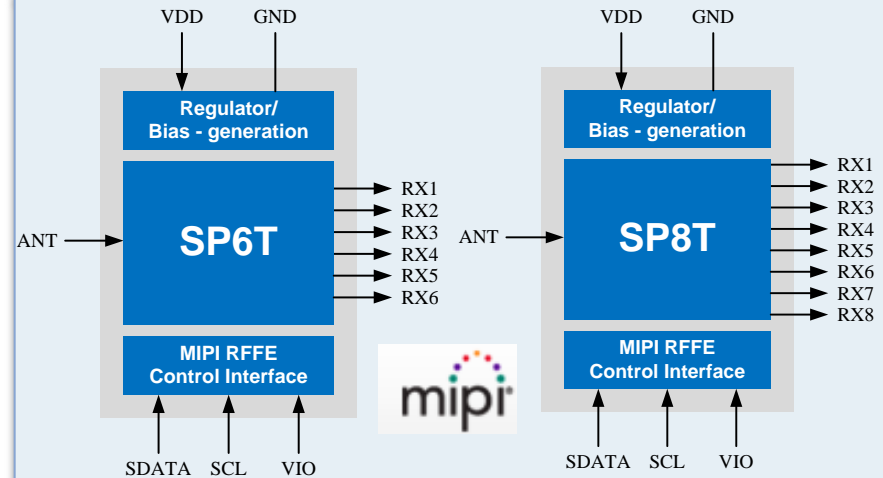 VDD GND
Regulator/
Bias - generation
SP6T
ANT
RX1
RX2
RX3
RX4
RX5
RX6
MIPI RFFE
Control Interface
SDATA SCL VIO
mipi
VDD GND
Regulator/
Bias - generation
SP8T
ANT
RX1
RX2
RX3
RX4
RX5
RX6
RX7
RX8
MIPI RFFE
Control Interface
SDATA SCL VIO